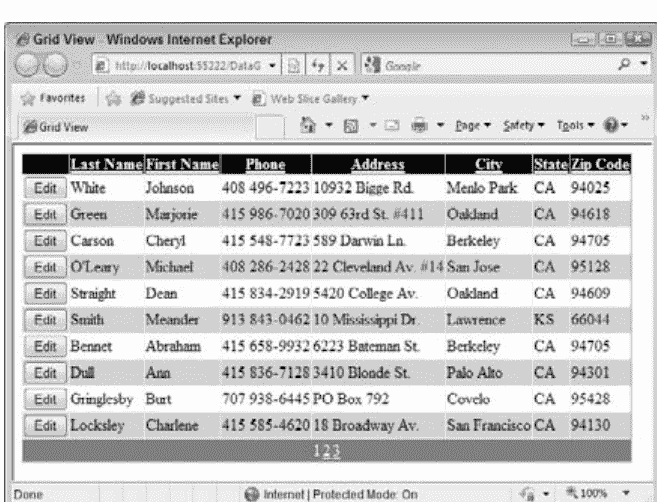 Grid View - Windows Internet Explorer
http://localhost:55222/DataG
Google
Favorites Suggested Sites Web Slice Gallery
Grid View Page Safety Tools »
Last Name First Name Phone Address City State Zip Code
Edit White Johnson 408 496-7223 10932 Bigge Rd. Menlo Park CA 94025
Edit Green Marjorie 415 986-7020 309 63rd St. #411 Oakland CA 94618
Edit Carson Cheryl 415 548-7723 589 Darwin Ln. Berkeley CA 94705
Edit O'Leary Michael 408 286-2428 22 Cleveland Av. #14 San Jose CA 95128
Edit Straight Dean 415 834-2919 5420 College Av. Oakland CA 94609
Edit Smith Meander 913 843-0462 10 Mississippi Dr. Lawrence KS 66044
Edit Bennet Abraham 415 658-9932 6223 Bateman St. Berkeley CA 94705
Edit Dull Ann 415 836-7128 3410 Blonde St. Palo Alto CA 94301
Edit Gringlesby Burt 707 938-6445 PO Box 792 Covelo CA 95428
Edit Locksley Charlene 415 585-4620 18 Broadway Av. San Francisco CA 94130
123
Done Internet | Protected Mode: On 100%